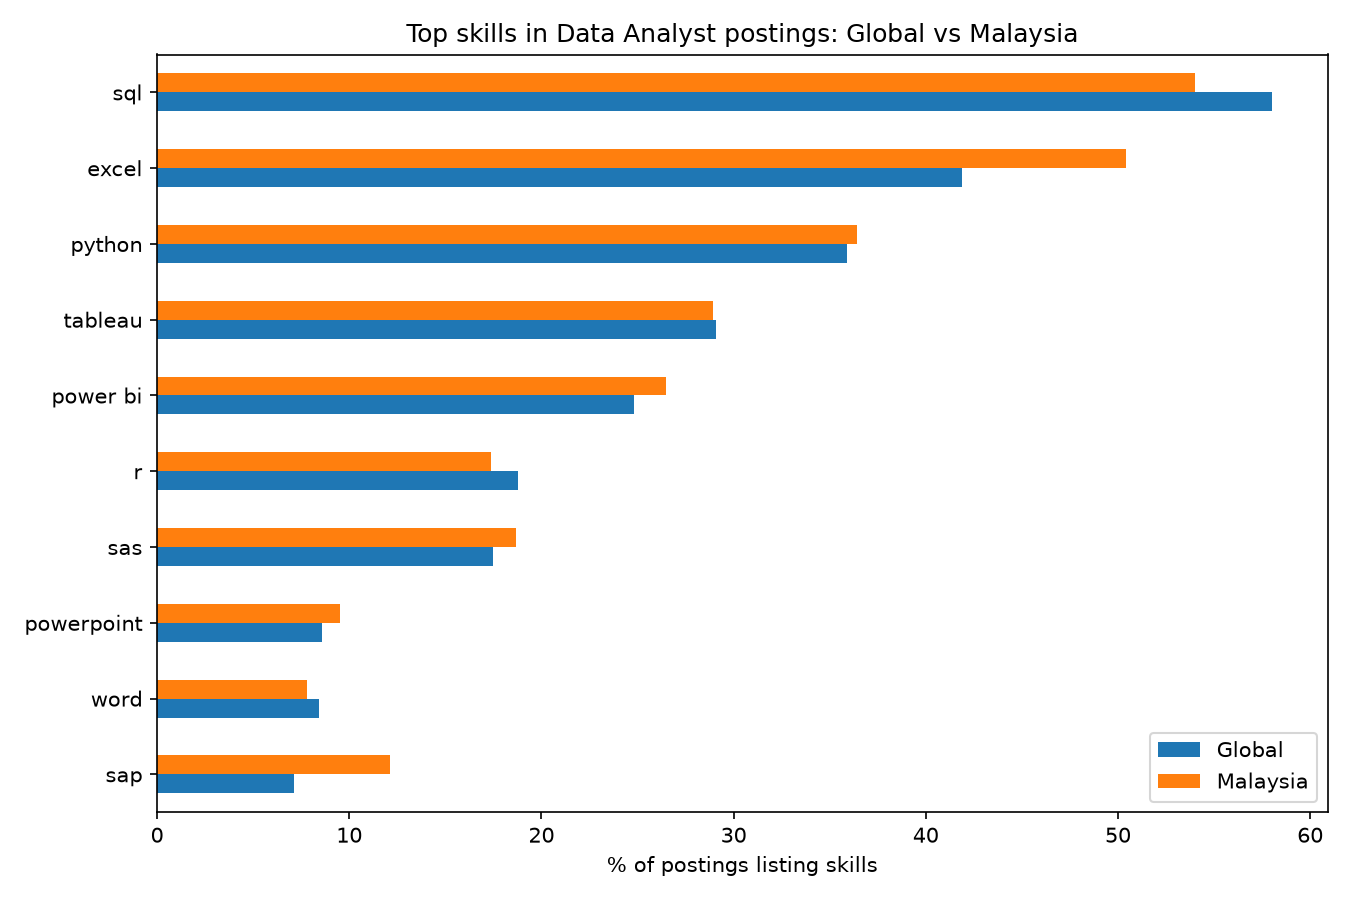 Top skills in Data Analyst postings: Global vs Malaysia
sql
excel
python
tableau
power bi
r
sas
powerpoint
word
sap
Global
Malaysia
0 10 20 30 40 50 60
% of postings listing skills